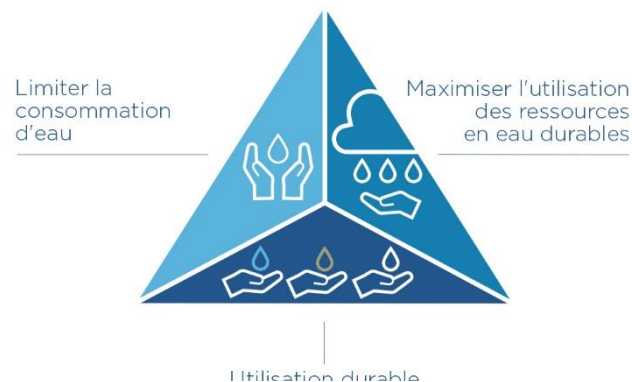 Limiter la
consommation
d'eau
Maximiser l'utilisation
des ressources
en eau durables
Utilisation durable